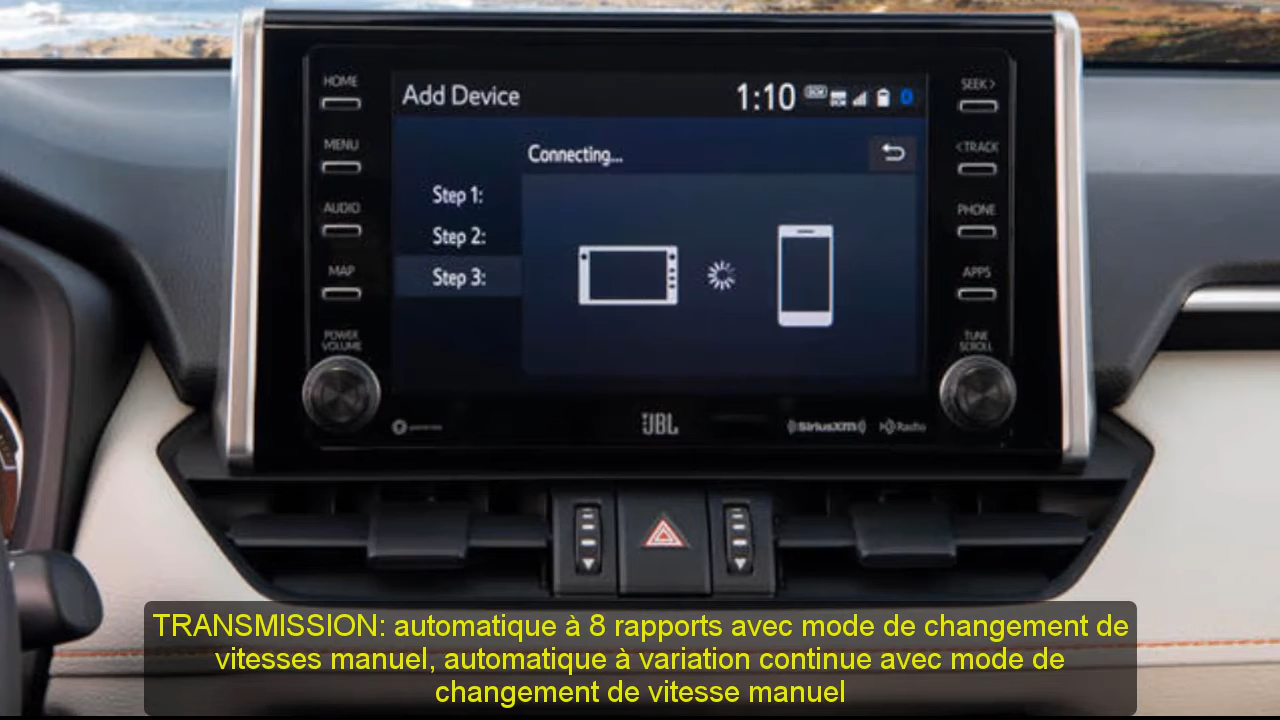 HOME
Add Device
1:10
DCM
SEEK >
MENU
Connecting...
< TRACK
Step 1:
AUDIO
Step 2:
PHONE
MAP
Step 3:
APPS
POWER
VOLUME
TUNE
SCROLL
JBL
SiriusXM
HD Radio
TRANSMISSION: automatique à 8 rapports avec mode de changement de
vitesses manuel, automatique à variation continue avec mode de
changement de vitesse manuel